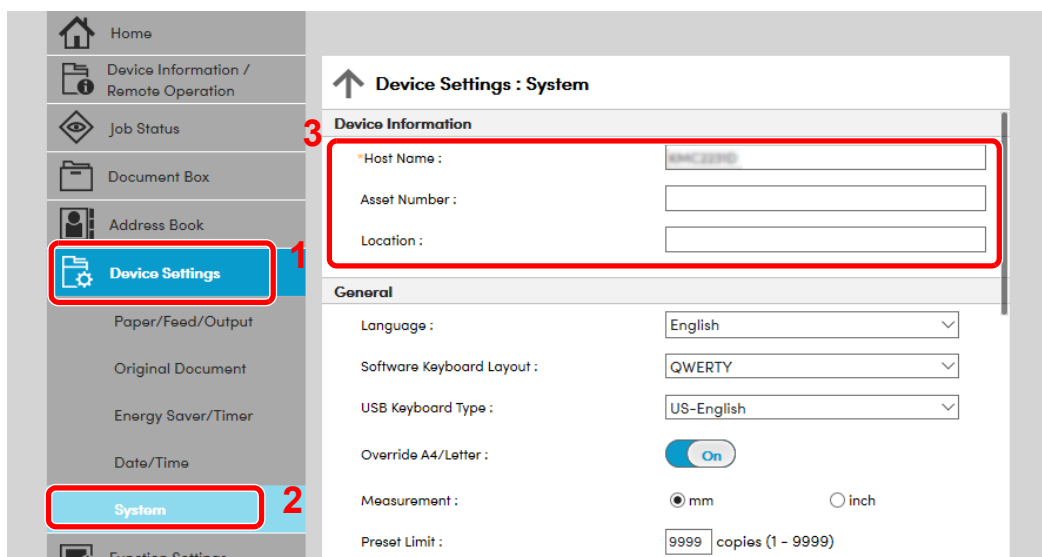 Home
Device Information /
Remote Operation
Job Status
Document Box
Address Book
1
Device Settings
Paper/Feed/Output
Original Document
Energy Saver/Timer
Date/Time
System
2
Function Settings
Device Settings : System
3
Device Information
*Host Name :
Asset Number :
Location :
General
Language : English
Software Keyboard Layout : QWERTY
USB Keyboard Type : US-English
Override A4/Letter : On
Measurement : mm inch
Preset Limit : 9999 copies (1 - 9999)